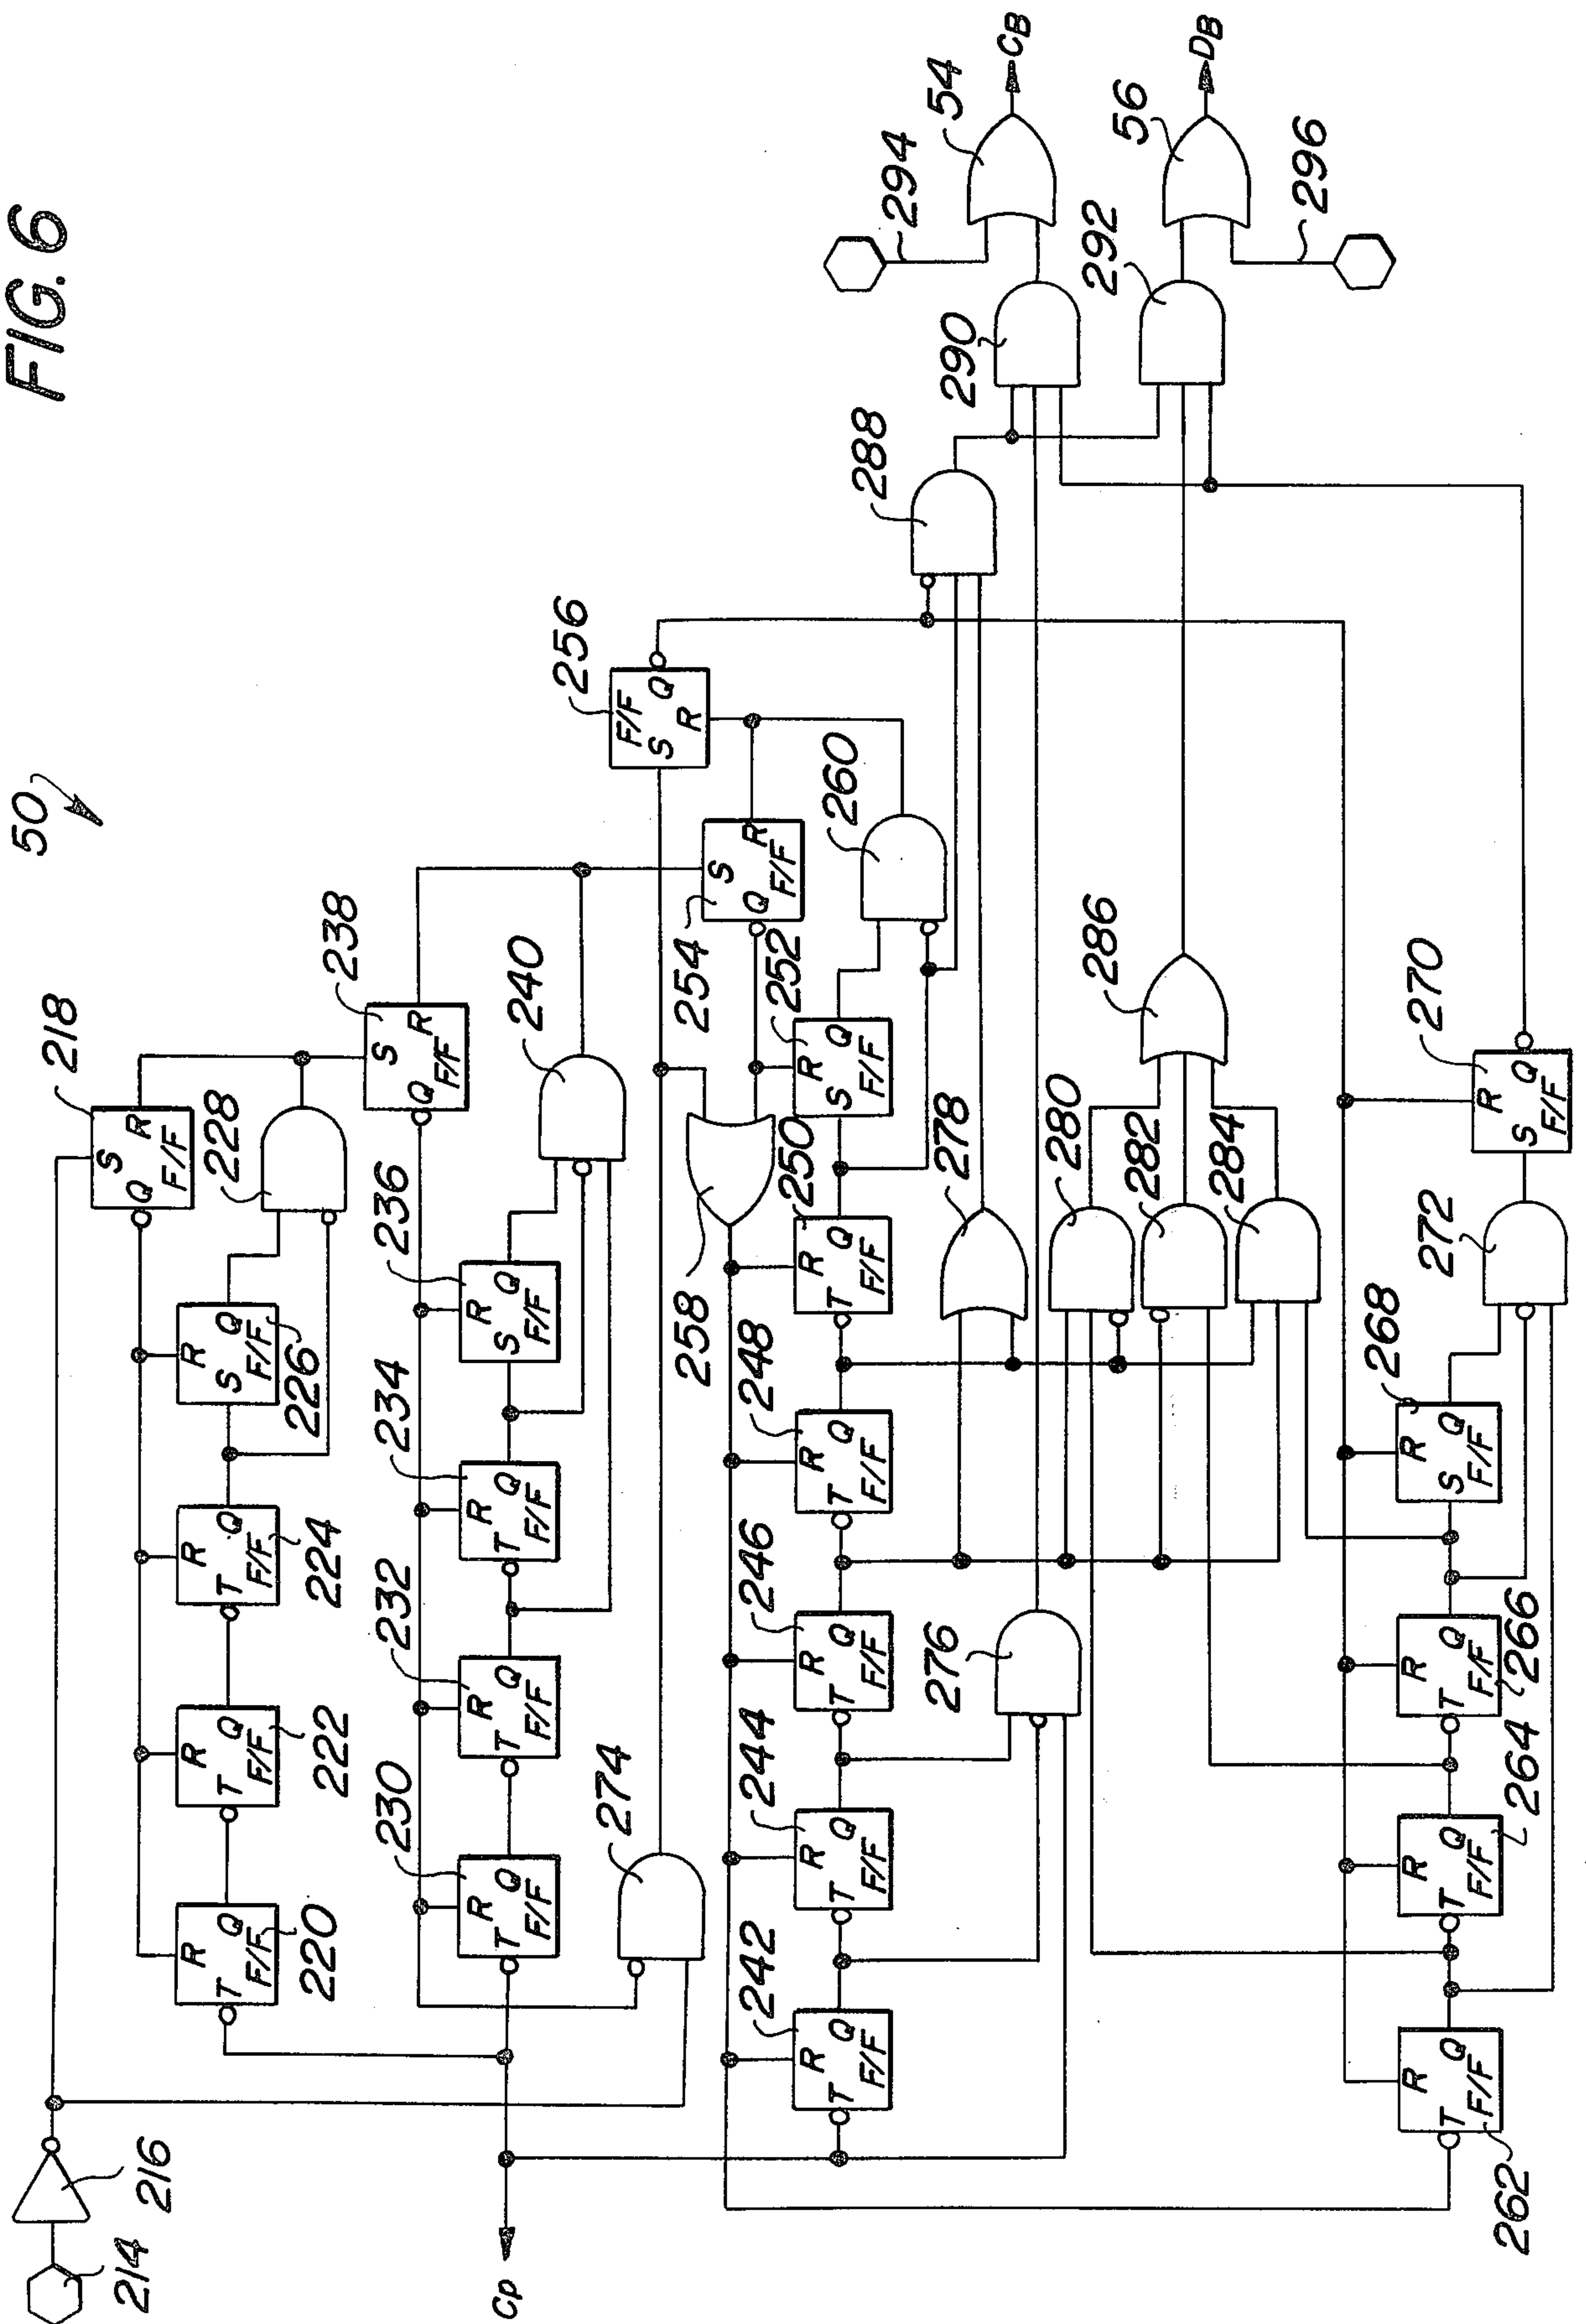 FIG. 6
50
214
216
218
S
Q
R
F/F
228
R
T
Q
F/F
220
R
T
Q
F/F
222
R
T
Q
F/F
224
R
S
Q
F/F
226
238
S
Q
R
F/F
240
230
R
T
Q
F/F
232
R
T
Q
F/F
234
R
T
Q
F/F
236
R
S
Q
F/F
Cp
274
256
F/F
S
Q
R
254
S
Q
R
F/F
258
260
242
R
T
Q
F/F
244
R
T
Q
F/F
246
R
T
Q
F/F
248
R
T
Q
F/F
250
R
T
Q
F/F
252
R
S
Q
F/F
276
278
280
282
284
286
288
290
292
294
54
CB
56
DB
296
262
R
T
Q
F/F
264
R
T
Q
F/F
266
R
T
Q
F/F
268
R
S
Q
F/F
272
270
R
S
Q
F/F